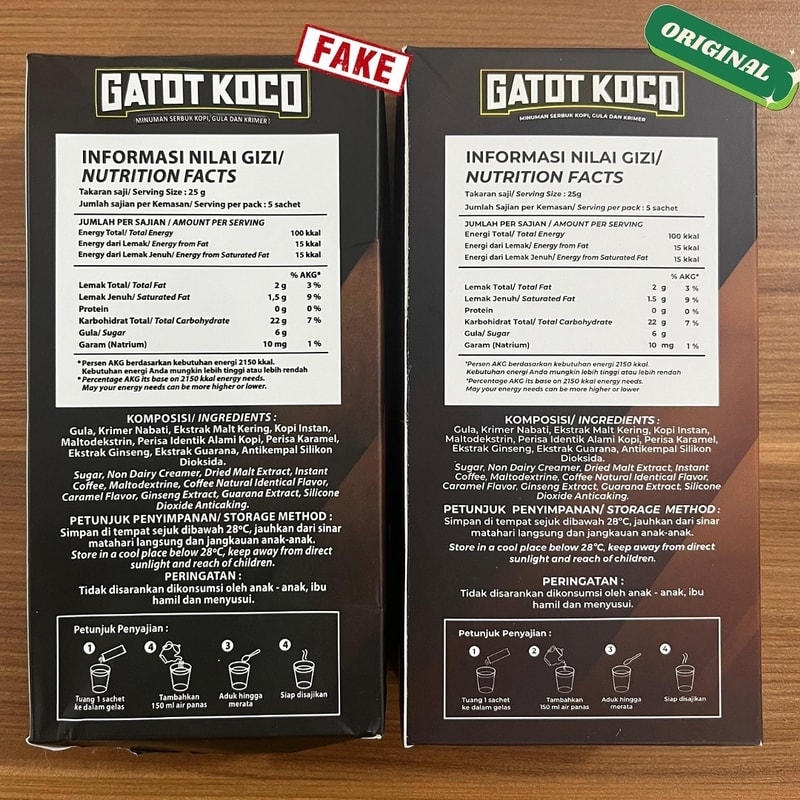 FAKE
GATOT KOCO
MINUMAN SERBUK KOPI, GULA DAN KRIMER
INFORMASI NILAI GIZI/
NUTRITION FACTS
Takaran saji/ Serving Size : 25 g
Jumlah sajian per Kemasan/ Serving per pack : 5 sachet
JUMLAH PER SAJIAN / AMOUNT PER SERVING
Energy Total/ Total Energy 100 kkal
Energy dari Lemak/ Energy from Fat 15 kkal
Energy dari Lemak Jenuh/ Energy from Saturated Fat 15 kkal
% AKG*
Lemak Total/ Total Fat 2 g 3 %
Lemak Jenuh/ Saturated Fat 1,5 g 9 %
Protein 0 g 0 %
Karbohidrat Total/ Total Carbohydrate 22 g 7 %
Gula/ Sugar 6 g
Garam (Natrium) 10 mg 1 %
*Persen AKG berdasarkan kebutuhan energi 2150 kkal.
Kebutuhan energi Anda mungkin lebih tinggi atau lebih rendah
*Percentage AKG its base on 2150 kkal energy needs.
May your energy needs can be more higher or lower.
KOMPOSISI/ INGREDIENTS :
Gula, Krimer Nabati, Ekstrak Malt Kering, Kopi Instan,
Maltodekstrin, Perisa Identik Alami Kopi, Perisa Karamel,
Ekstrak Ginseng, Ekstrak Guarana, Antikempal Silikon
Dioksida.
Sugar, Non Dairy Creamer, Dried Malt Extract, Instant
Coffee, Maltodextrine, Coffee Natural Identical Flavor,
Caramel Flavor, Ginseng Extract, Guarana Extract, Silicone
Dioxide Anticaking.
PETUNJUK PENYIMPANAN/ STORAGE METHOD :
Simpan di tempat sejuk dibawah 28ºC, jauhkan dari sinar
matahari langsung dan jangkauan anak-anak.
Store in a cool place below 28ºC, keep away from direct
sunlight and reach of children.
PERINGATAN :
Tidak disarankan dikonsumsi oleh anak - anak, ibu
hamil dan menyusui.
Petunjuk Penyajian :
1 4 3 4
Tuang 1 sachet
ke dalam gelas
Tambahkan
150 ml air panas
Aduk hingga
merata
Siap disajikan
ORIGINAL
GATOT KOCO
MINUMAN SERBUK KOPI, GULA DAN KRIMER
INFORMASI NILAI GIZI/
NUTRITION FACTS
Takaran saji/ Serving Size : 25g
Jumlah Sajian per Kemasan/ Serving per pack : 5 sachet
JUMLAH PER SAJIAN / AMOUNT PER SERVING
Energi Total/ Total Energy 100 kkal
Energi dari Lemak/ Energy from Fat 15 kkal
Energi dari Lemak Jenuh/ Energy from Saturated Fat 15 kkal
% AKG*
Lemak Total/ Total Fat 2 g 3 %
Lemak Jenuh/ Saturated Fat 1.5 g 9 %
Protein 0 g 0 %
Karbohidrat Total/ Total Carbohydrate 22 g 7 %
Gula/ Sugar 6 g
Garam (Natrium) 10 mg 1 %
*Persen AKG berdasarkan kebutuhan energi 2150 kkal.
Kebutuhan energi Anda mungkin lebih tinggi atau lebih rendah
*Percentage AKG its base on 2150 kkal energy needs.
May your energy needs can be more higher or lower.
KOMPOSISI/ INGREDIENTS :
Gula, Krimer Nabati, Ekstrak Malt Kering, Kopi Instan,
Maltodekstrin, Perisa Identik Alami Kopi, Perisa Karamel,
Ekstrak Ginseng, Ekstrak Guarana, Antikempal Silikon
Dioksida.
Sugar, Non Dairy Creamer, Dried Malt Extract, Instant
Coffee, Maltodextrine, Coffee Natural Identical Flavor,
Caramel Flavor, Ginseng Extract, Guarana Extract, Silicone
Dioxide Anticaking.
PETUNJUK PENYIMPANAN/ STORAGE METHOD :
Simpan di tempat sejuk dibawah 28ºC, jauhkan dari sinar
matahari langsung dan jangkauan anak-anak.
Store in a cool place below 28ºC, keep away from direct
sunlight and reach of children.
PERINGATAN :
Tidak disarankan dikonsumsi oleh anak - anak, ibu
hamil dan menyusui.
Petunjuk Penyajian :
1 2 3 4
Tuang 1 sachet
ke dalam gelas
Tambahkan
150 ml air panas
Aduk hingga
merata
Siap disajikan